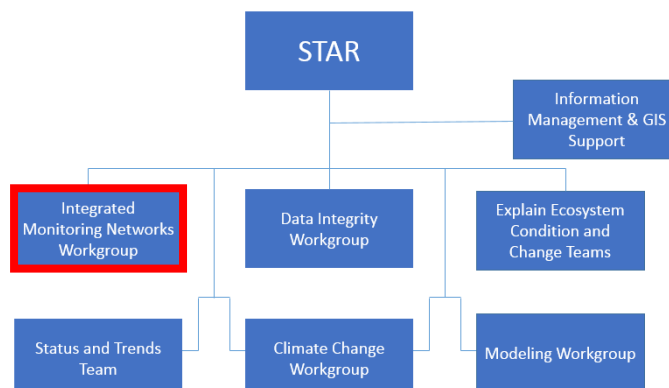 STAR
Information
Management & GIS
Support
Integrated
Monitoring Networks
Workgroup
Data Integrity
Workgroup
Explain Ecosystem
Condition and
Change Teams
Status and Trends
Team
Climate Change
Workgroup
Modeling Workgroup